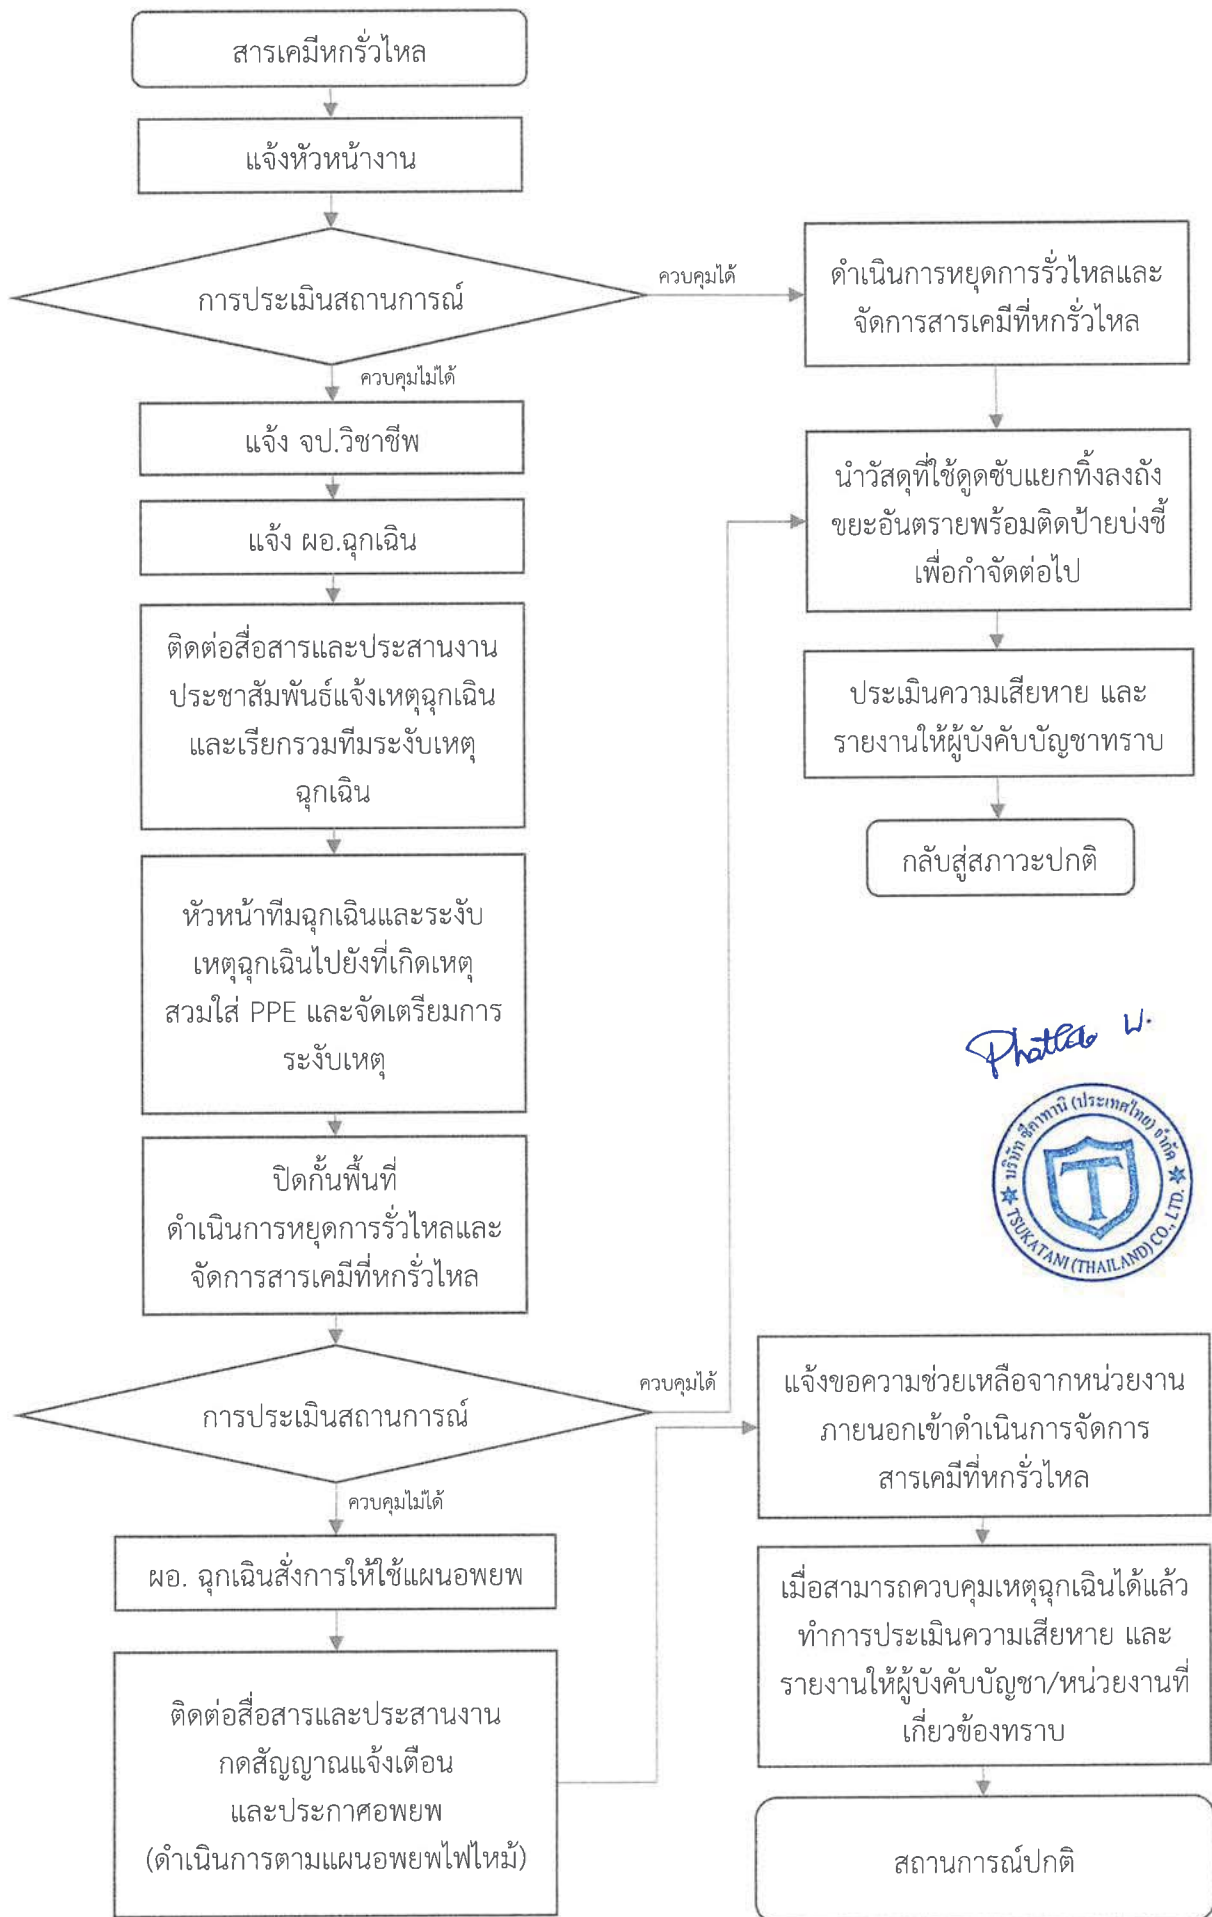 สารเคมีหกรั่วไหล
แจ้งหัวหน้างาน
การประเมินสถานการณ์
ควบคุมได้
ดำเนินการหยุดการรั่วไหลและ
จัดการสารเคมีที่หกรั่วไหล
ควบคุมไม่ได้
แจ้ง จป.วิชาชีพ
แจ้ง ผอ.ฉุกเฉิน
นำวัสดุที่ใช้ดูดซับแยกทิ้งลงถัง
ขยะอันตรายพร้อมติดป้ายบ่งชี้
เพื่อกำจัดต่อไป
ติดต่อสื่อสารและประสานงาน
ประชาสัมพันธ์แจ้งเหตุฉุกเฉิน
และเรียกรวมทีมระงับเหตุ
ฉุกเฉิน
ประเมินความเสียหาย และ
รายงานให้ผู้บังคับบัญชาทราบ
กลับสู่สภาวะปกติ
หัวหน้าทีมฉุกเฉินและระงับ
เหตุฉุกเฉินไปยังที่เกิดเหตุ
สวมใส่ PPE และจัดเตรียมการ
ระงับเหตุ
บริษัท ซึคาทานิ (ประเทศไทย) จำกัด
TSUKATANI (THAILAND) CO., LTD.
T
ปิดกั้นพื้นที่
ดำเนินการหยุดการรั่วไหลและ
จัดการสารเคมีที่หกรั่วไหล
การประเมินสถานการณ์
ควบคุมได้
แจ้งขอความช่วยเหลือจากหน่วยงาน
ภายนอกเข้าดำเนินการจัดการ
สารเคมีที่หกรั่วไหล
ควบคุมไม่ได้
ผอ. ฉุกเฉินสั่งการให้ใช้แผนอพยพ
เมื่อสามารถควบคุมเหตุฉุกเฉินได้แล้ว
ทำการประเมินความเสียหาย และ
รายงานให้ผู้บังคับบัญชา/หน่วยงานที่
เกี่ยวข้องทราบ
ติดต่อสื่อสารและประสานงาน
กดสัญญาณแจ้งเตือน
และประกาศอพยพ
(ดำเนินการตามแผนอพยพไฟไหม้)
สถานการณ์ปกติ